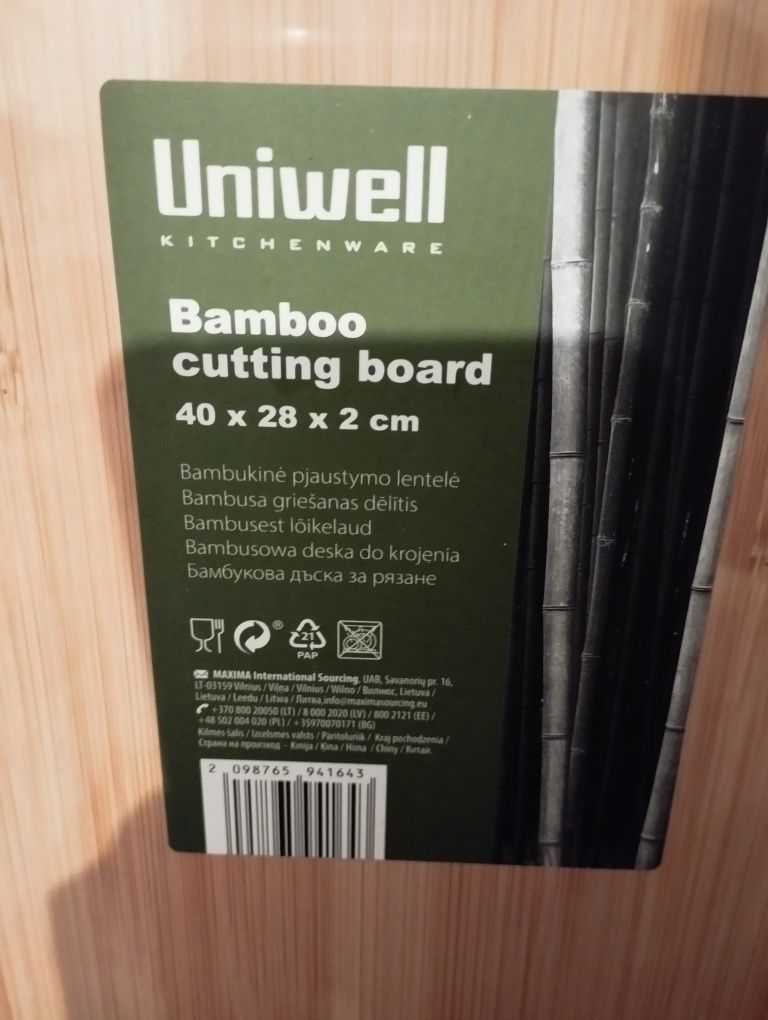 Uniwell
KITCHENWARE
Bamboo
cutting board
40 x 28 x 2 cm
Bambukinė pjaustymo lentelė
Bambusa griešanas dēlītis
Bambusest lõikelaud
Bambusowa deska do krojenia
Бамбукова дъска за рязане
®
21
PAP
MAXIMA International Sourcing, UAB, Savanorių pr. 16,
LT-03159 Vilnius / Viļņa / Vilnius / Wilno / Вилнюс, Lietuva /
Lietuva / Leedu / Litwa / Литва,info@maximasourcing.eu
+370 800 20050 (LT) / 8 000 2020 (LV) / 800 2121 (EE) /
+48 502 004 020 (PL) / +35970070171 (BG)
Kilmės šalis / Izcelsmes valsts / Päritoluriik / Kraj pochodzenia /
Страна на произход – Kinija / Ķīna / Hiina / Chiny / Китай.
2 098765 941643